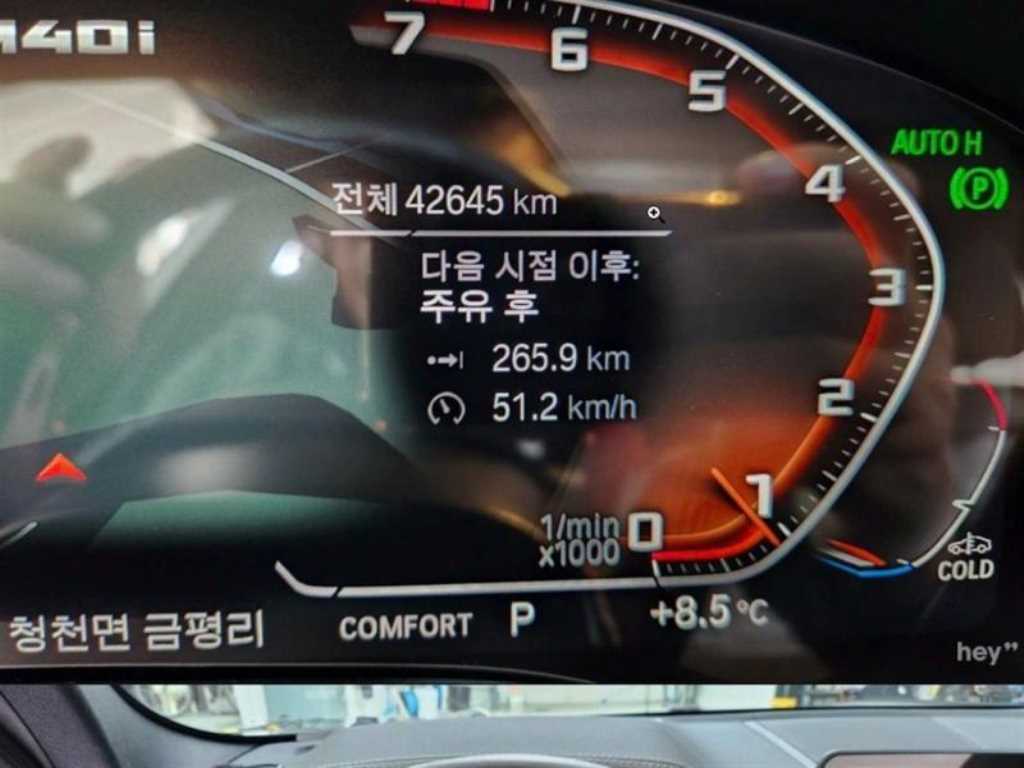 M40i
7
6
5
4
3
2
1
0
AUTO H
P
전체 42645 km
다음 시점 이후:
주유 후
265.9 km
51.2 km/h
1/min
x1000
COLD
청천면 금평리
COMFORT P +8.5 °C
hey”